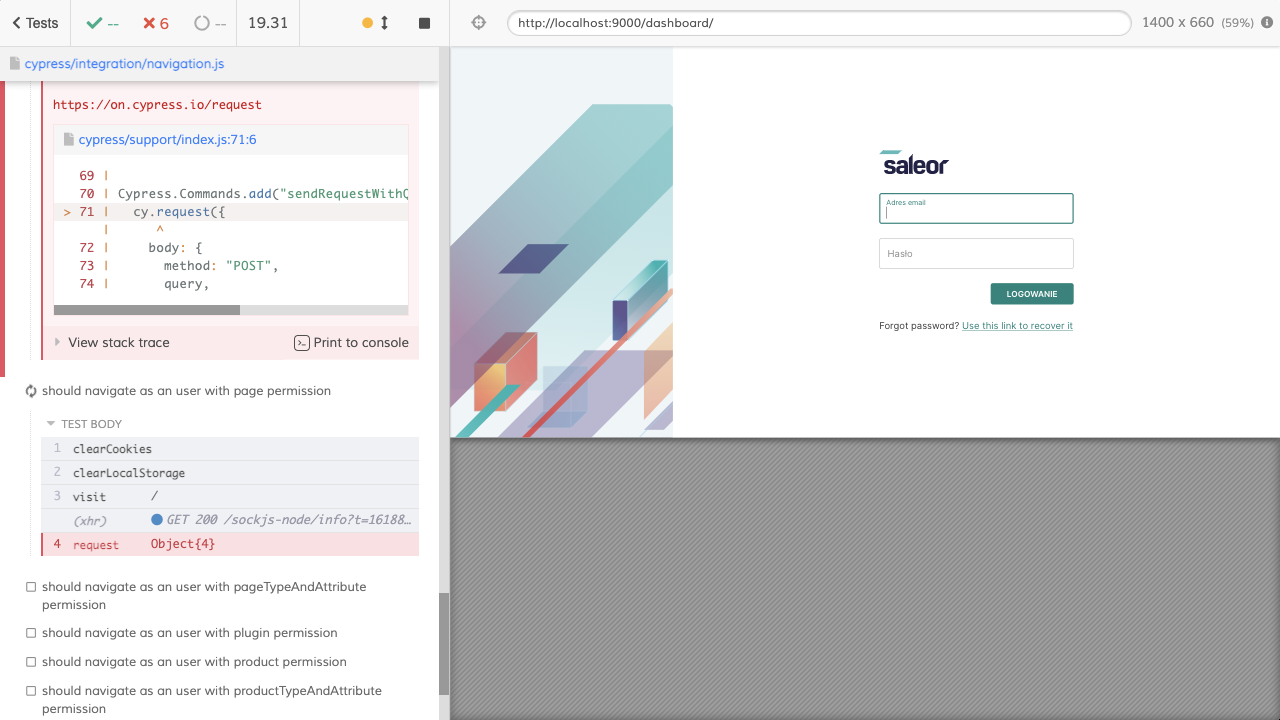 Tests
--
6
--
19.31
http://localhost:9000/dashboard/
1400 x 660 (59%)
cypress/integration/navigation.js
https://on.cypress.io/request
cypress/support/index.js:71:6
69 |
70 | Cypress.Commands.add("sendRequestWithQ
> 71 | cy.request({
| ^
72 | body: {
73 | method: "POST",
74 | query,
View stack trace
Print to console
should navigate as an user with page permission
TEST BODY
1 clearCookies
2 clearLocalStorage
3 visit /
(xhr) GET 200 /sockjs-node/info?t=16188…
4 request Object{4}
should navigate as an user with pageTypeAndAttribute
permission
should navigate as an user with plugin permission
should navigate as an user with product permission
should navigate as an user with productTypeAndAttribute
permission
saleor
Adres email
Hasło
LOGOWANIE
Forgot password? Use this link to recover it